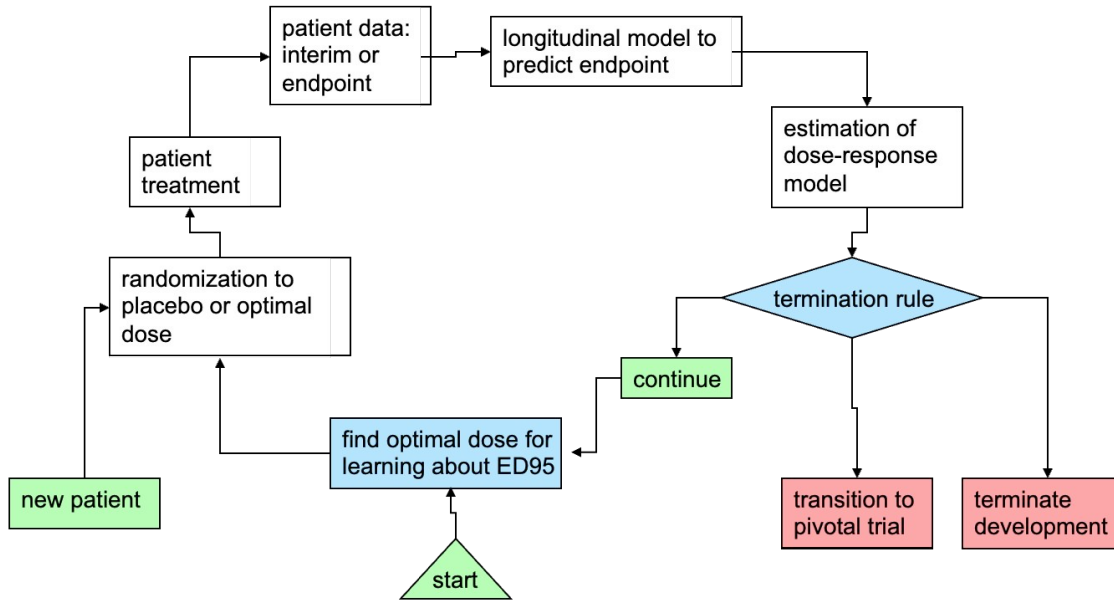 patient data:
interim or
endpoint
longitudinal model to
predict endpoint
estimation of
dose-response
model
patient
treatment
randomization to
placebo or optimal
dose
termination rule
continue
find optimal dose for
learning about ED95
new patient
transition to
pivotal trial
terminate
development
start